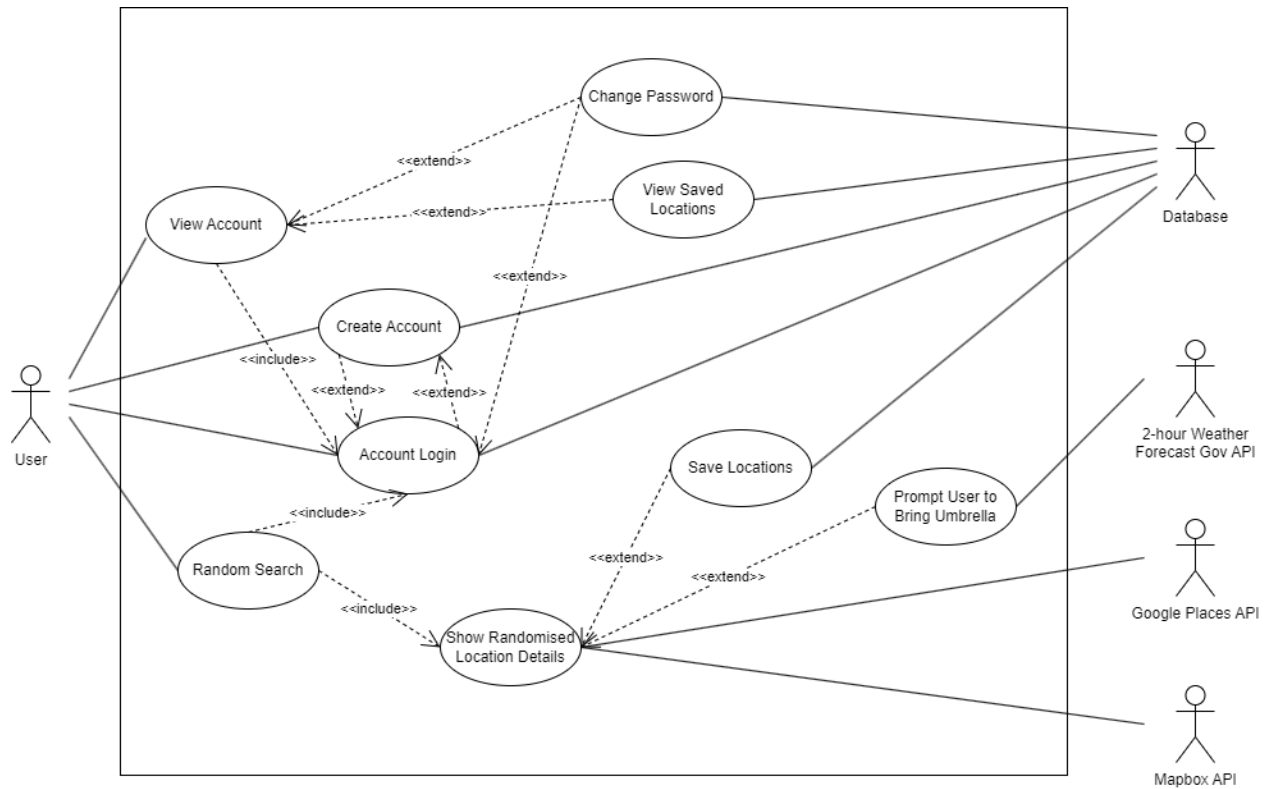 Change Password
<<extend>>
View Saved
Locations
<<extend>>
View Account
Database
<<extend>>
Create Account
<<include>>
<<extend>>
<<extend>>
User
Account Login
2-hour Weather
Forecast Gov API
Save Locations
Prompt User to
Bring Umbrella
<<include>>
<<extend>>
Random Search
<<extend>>
<<include>>
Google Places API
Show Randomised
Location Details
Mapbox API